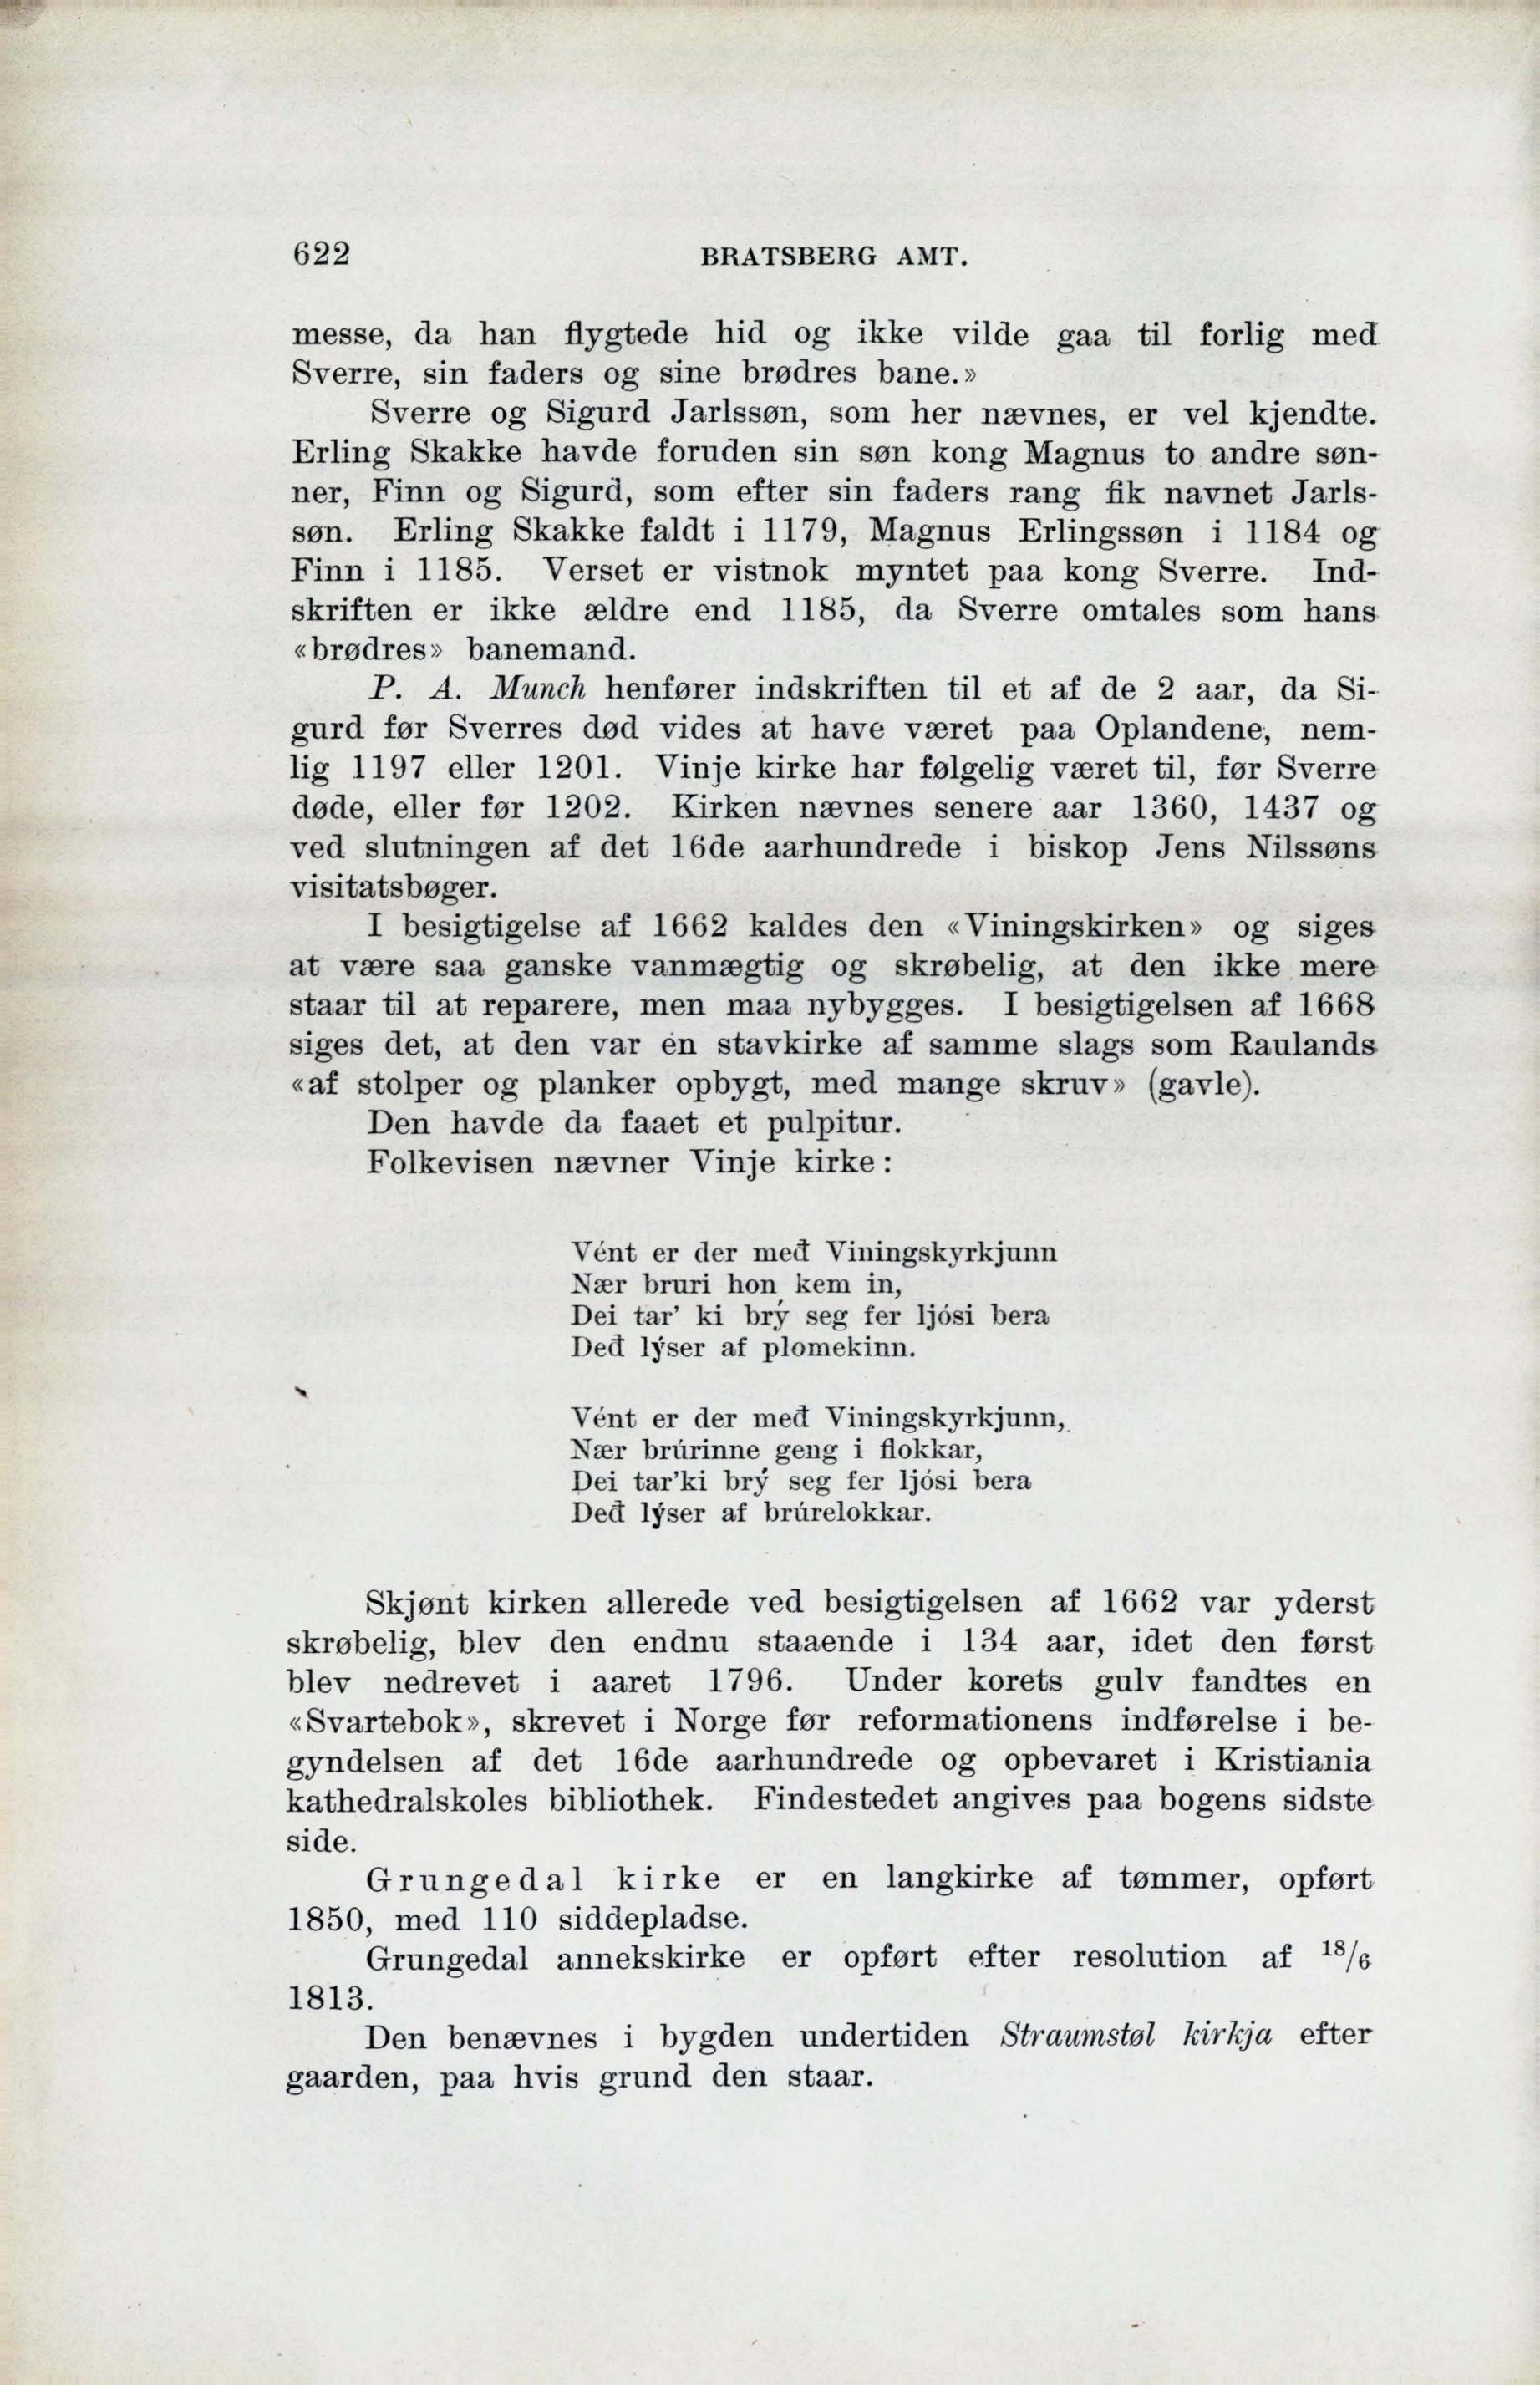 622 BRATSBERG AMT.
messe, da han flygtede hid og ikke vilde gaa til forlig med
Sverre, sin faders og sine brødres bane.»
Sverre og Sigurd Jarlssøn, som her nævnes, er vel kjendte.
Erling Skakke havde foruden sin søn kong Magnus to andre søn-
ner, Finn og Sigurd, som efter sin faders rang fik navnet Jarls-
søn. Erling Skakke faldt i 1179, Magnus Erlingssøn i 1184 og
Finn i 1185. Verset er vistnok myntet paa kong Sverre. Ind-
skriften er ikke ældre end 1185, da Sverre omtales som hans
«brødres» banemand.
P. A. Munch henfører indskriften til et af de 2 aar, da Si-
gurd før Sverres død vides at have været paa Oplandene, nem-
lig 1197 eller 1201. Vinje kirke har følgelig været til, før Sverre
døde, eller før 1202. Kirken nævnes senere aar 1360, 1437 og
ved slutningen af det 16de aarhundrede i biskop Jens Nilssøns
visitatsbøger.
I besigtigelse af 1662 kaldes den «Viningskirken» og siges
at være saa ganske vanmægtig og skrøbelig, at den ikke mere
staar til at reparere, men maa nybygges. I besigtigelsen af 1668
siges det, at den var en stavkirke af samme slags som Raulands
«af stolper og planker opbygt, med mange skruv» (gavle).
Den havde da faaet et pulpitur.
Folkevisen nævner Vinje kirke:
Vént er der međ Viningskyrkjunn
Nær bruri hon kem in,
Dei tar' ki brý seg fer ljósi bera
Ded́ lýser af plomekinn.
Vént er der međ Viningskyrkjunn,
Nær brúrinne geng i flokkar,
Dei tar'ki brý seg fer ljósi bera
Deđ lýser af brúrelokkar.
Skjønt kirken allerede ved besigtigelsen af 1662 var yderst
skrøbelig, blev den endnu staaende i 134 aar, idet den først
blev nedrevet i aaret 1796. Under korets gulv fandtes en
«Svartebok», skrevet i Norge før reformationens indførelse i be-
gyndelsen af det 16de aarhundrede og opbevaret i Kristiania
kathedralskoles bibliothek. Findestedet angives paa bogens sidste
side.
Grungedal kirke er en langkirke af tømmer, opført
1850, med 110 siddepladse.
Grungedal annekskirke er opført efter resolution af 18/6
1813.
Den benævnes i bygden undertiden Straumstøl kirkja efter
gaarden, paa hvis grund den staar.